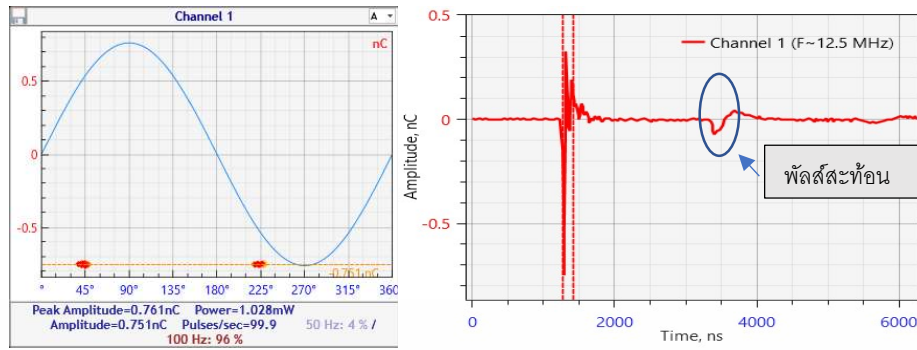 Channel 1
A
nC
0.5
0
-0.5
-0.761 nC
0° 45° 90° 135° 180° 225° 270° 315° 360
Peak Amplitude=0.761nC Power=1.028mW
Amplitude=0.751nC Pulses/sec=99.9 50 Hz: 4% /
100 Hz: 96 %
0.5
Channel 1 (F~12.5 MHz)
0
Amplitude, nC
พัลส์สะท้อน
-0.5
0 2000 4000 6000
Time, ns